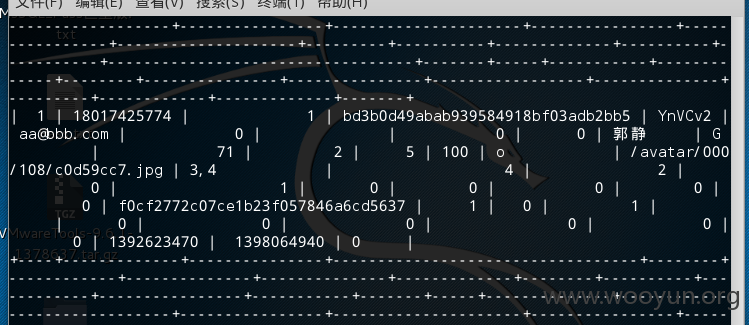 文件(F) 编辑(E) 查看(V) 搜索(S) 终端(T) 帮助(H)
txt
| 1 | 18017425774 | 1 | bd3b0d49abab939584918bf03adb2bb5 | YnVCv2 |
aa@bbb.com | 0 | | 0 | 0 | 郭静 | G
| 71 | 2 | 5 | 100 | o | /avatar/000
/108/c0d59cc7.jpg | 3,4 | 4 | 2 |
0 | 1 | 0 | 0 | 0 | 0 |
0 | f0cf2772c07ce1b23f057846a6cd5637 | 1 | 0 | 1 |
0 | 0 | 0 | 0 | 0 |
0 | 1392623470 | 1398064940 | 0 |
TGZ
VMwareTools-9.6.
1378637.tar.gz
www.wooyun.org